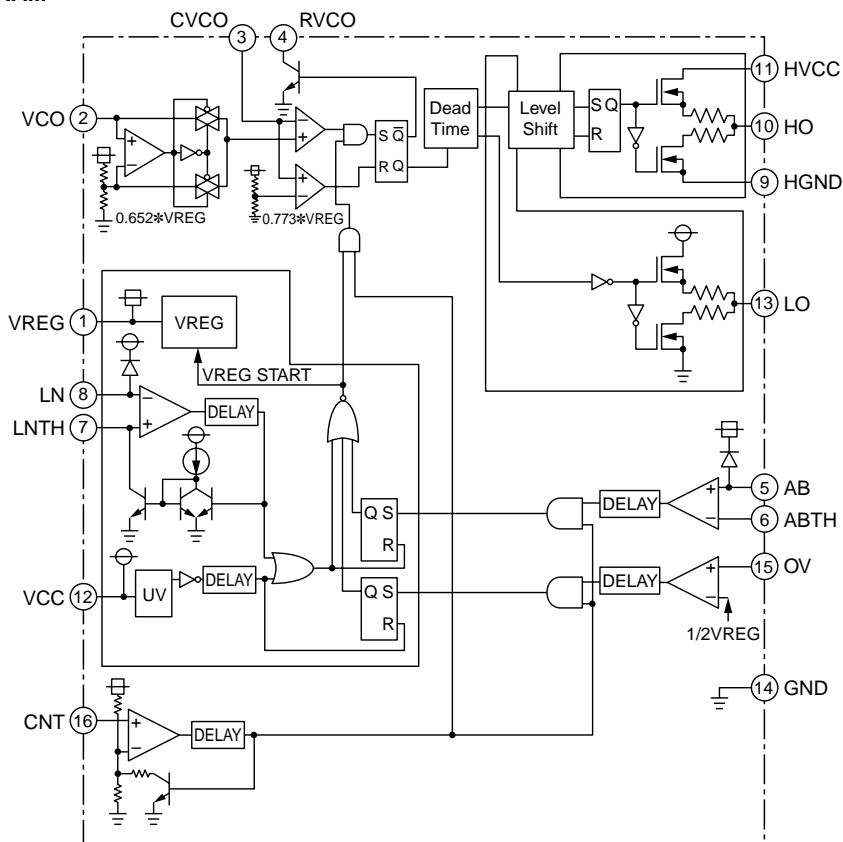 CVCO RVCO
3 4
11 HVCC
VCO 2
Dead
Time
Level
Shift
S Q
R
10 HO
9 HGND
+
−
−
+
S Q̅
R Q
+
−
0.652*VREG
0.773*VREG
13 LO
VREG 1
VREG
VREG START
LN 8
LNTH 7
−
+
DELAY
Q S
R
DELAY
+
−
5 AB
6 ABTH
VCC 12
UV
DELAY
Q S
R
DELAY
+
−
15 OV
1/2VREG
14 GND
CNT 16
+
−
DELAY